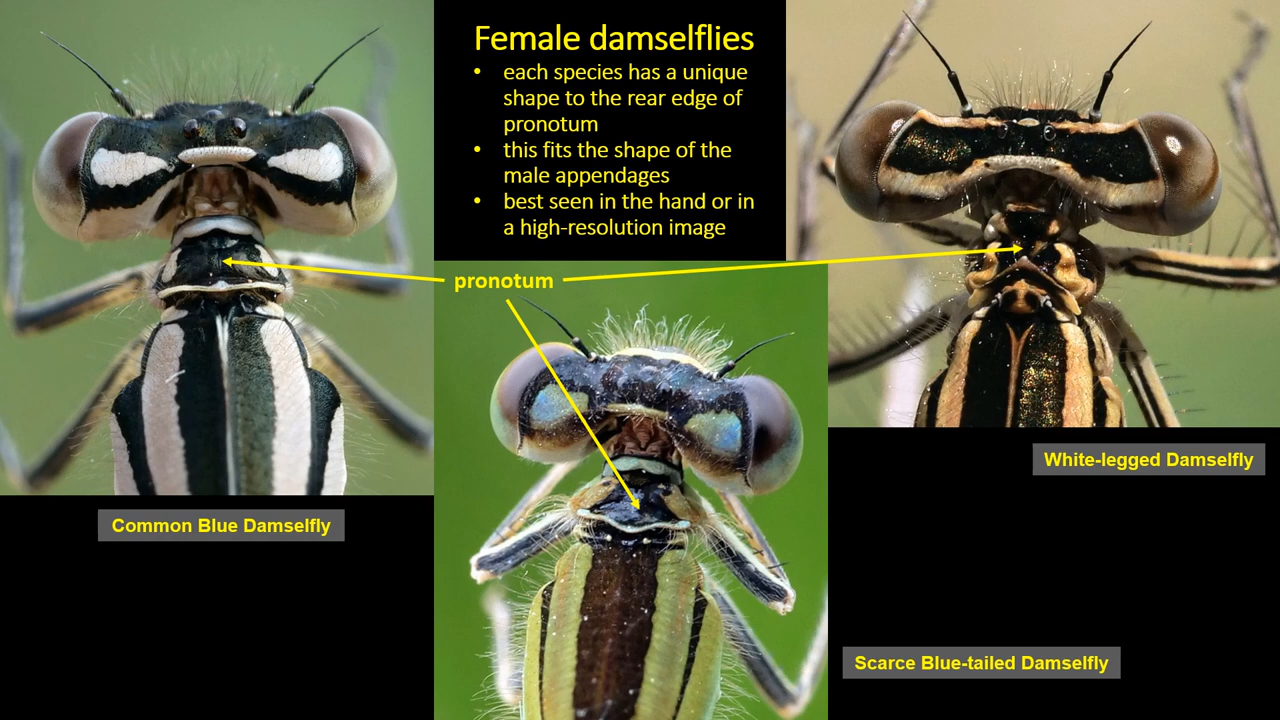 Female damselflies
• each species has a unique
shape to the rear edge of
pronotum
• this fits the shape of the
male appendages
• best seen in the hand or in
a high-resolution image
pronotum
White-legged Damselfly
Common Blue Damselfly
Scarce Blue-tailed Damselfly